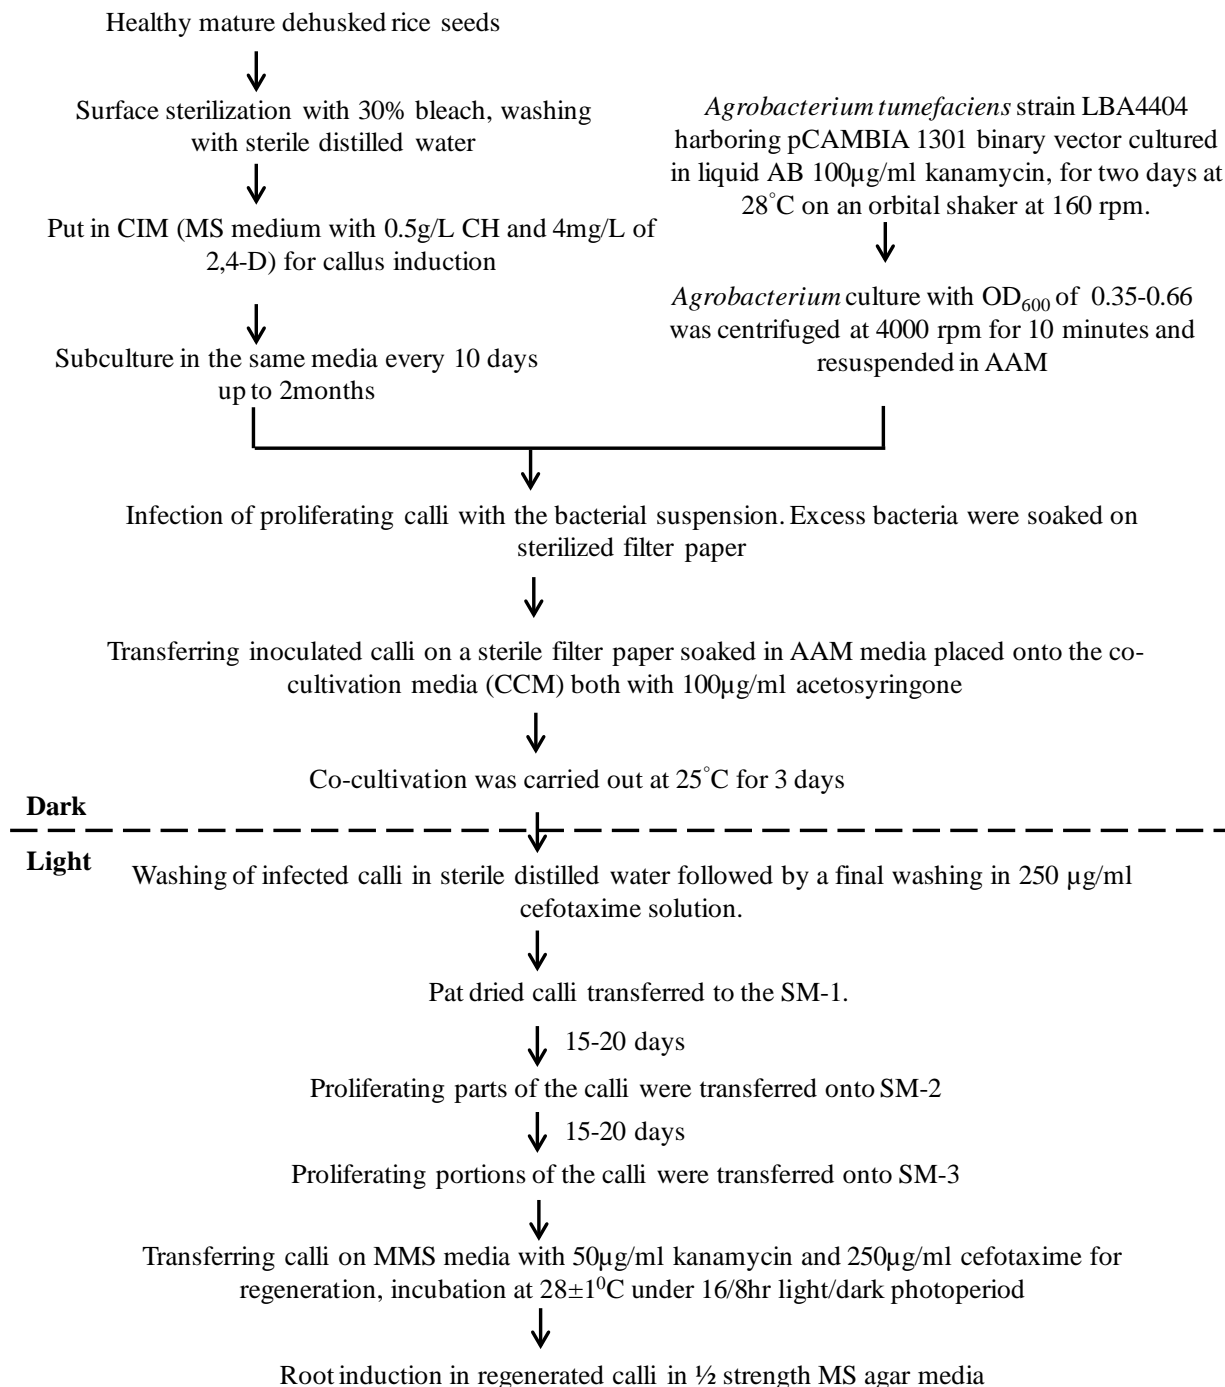 Healthy mature dehusked rice seeds
Surface sterilization with 30% bleach, washing
with sterile distilled water
Put in CIM (MS medium with 0.5g/L CH and 4mg/L of
2,4-D) for callus induction
Subculture in the same media every 10 days
up to 2months
Agrobacterium tumefaciens strain LBA4404
harboring pCAMBIA 1301 binary vector cultured
in liquid AB 100µg/ml kanamycin, for two days at
28°C on an orbital shaker at 160 rpm.
Agrobacterium culture with OD₆₀₀ of 0.35-0.66
was centrifuged at 4000 rpm for 10 minutes and
resuspended in AAM
Infection of proliferating calli with the bacterial suspension. Excess bacteria were soaked on
sterilized filter paper
Transferring inoculated calli on a sterile filter paper soaked in AAM media placed onto the co-
cultivation media (CCM) both with 100µg/ml acetosyringone
Co-cultivation was carried out at 25°C for 3 days
Dark
Light
Washing of infected calli in sterile distilled water followed by a final washing in 250 µg/ml
cefotaxime solution.
Pat dried calli transferred to the SM-1.
15-20 days
Proliferating parts of the calli were transferred onto SM-2
15-20 days
Proliferating portions of the calli were transferred onto SM-3
Transferring calli on MMS media with 50µg/ml kanamycin and 250µg/ml cefotaxime for
regeneration, incubation at 28±1⁰C under 16/8hr light/dark photoperiod
Root induction in regenerated calli in ½ strength MS agar media